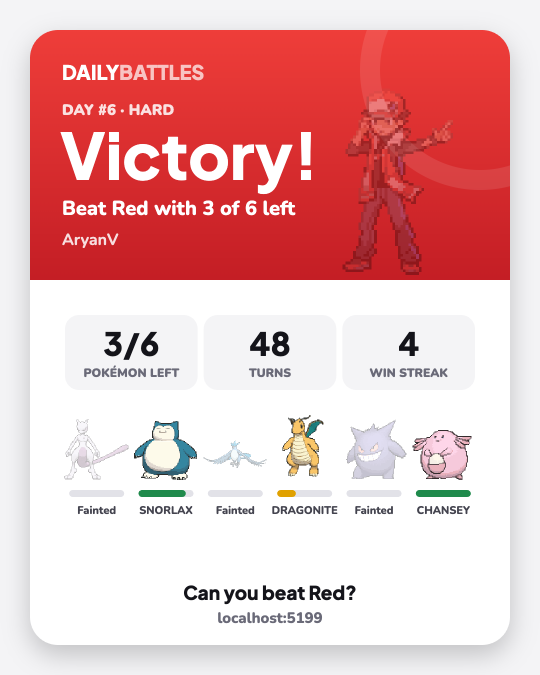 DAILYBATTLES
DAY #6 · HARD
Victory!
Beat Red with 3 of 6 left
AryanV
3/6 48 4
POKÉMON LEFT TURNS WIN STREAK
Fainted SNORLAX Fainted DRAGONITE Fainted CHANSEY
Can you beat Red?
localhost:5199